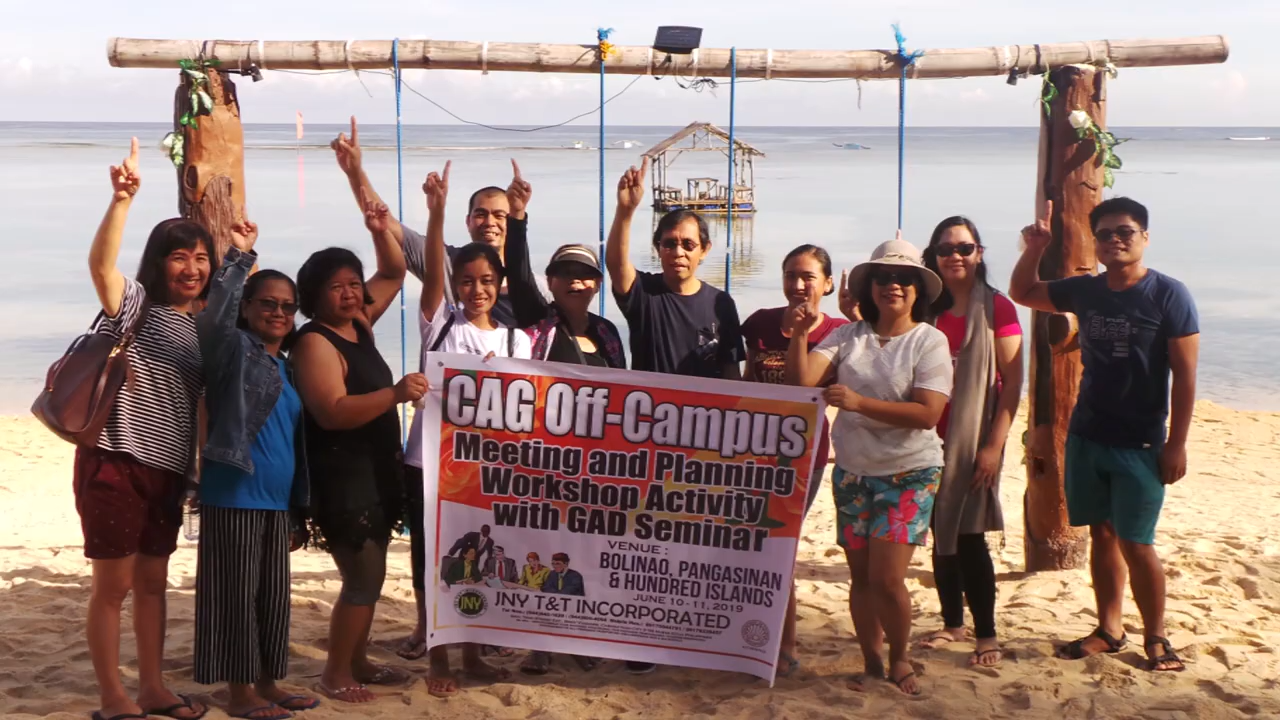 CAG Off-Campus
Meeting and Planning
Workshop Activity
with GAD Seminar
VENUE :
BOLINAO, PANGASINAN
& HUNDRED ISLANDS
JUNE 10 - 11, 2019
JNY
JNY T&T INCORPORATED